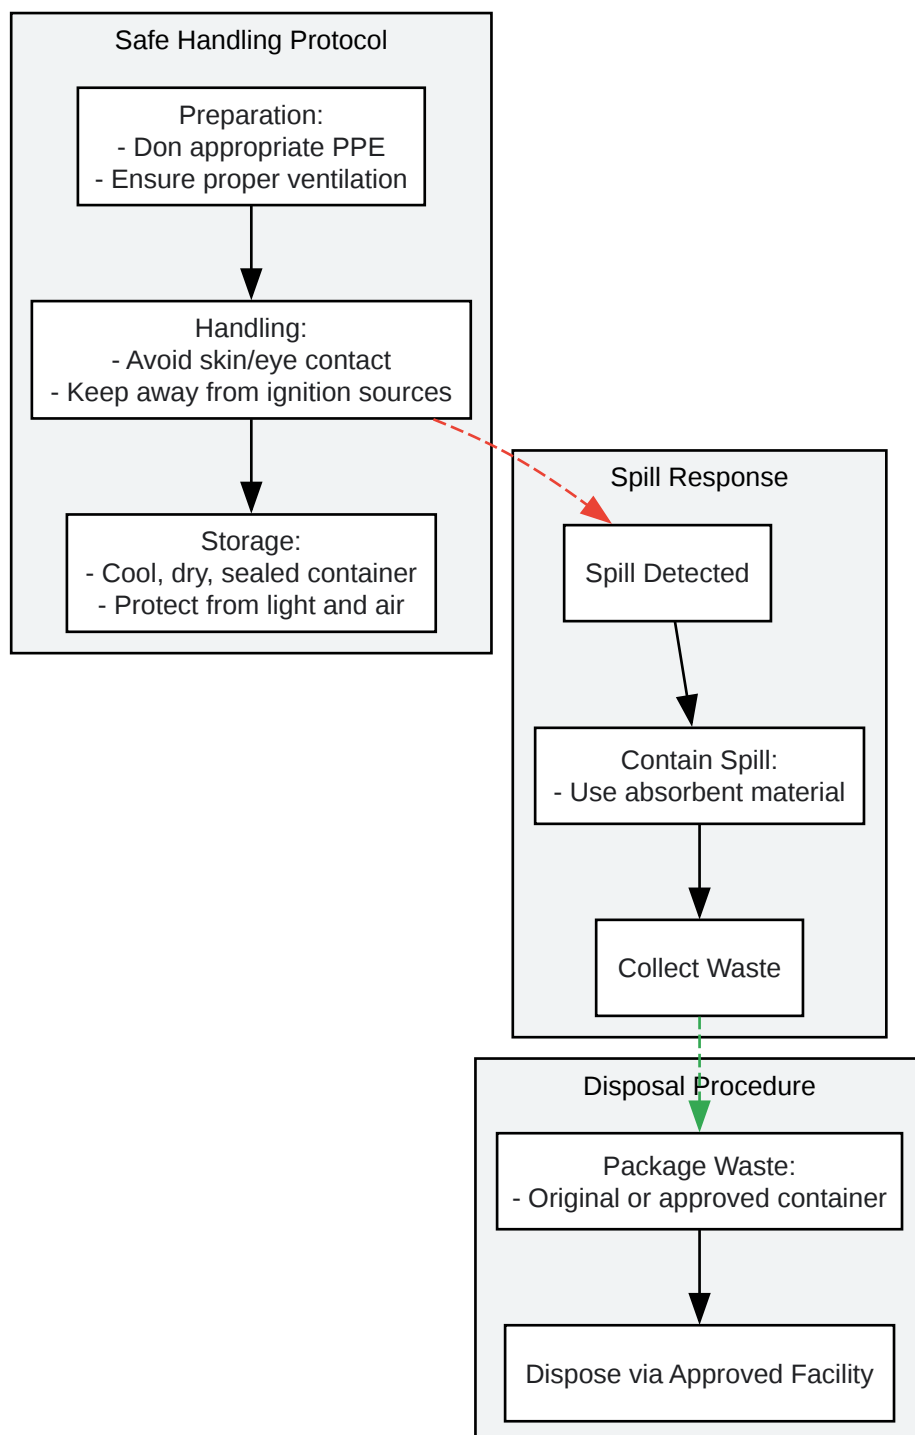 Safe Handling Protocol
Preparation:
- Don appropriate PPE
- Ensure proper ventilation
Handling:
- Avoid skin/eye contact
- Keep away from ignition sources
Storage:
- Cool, dry, sealed container
- Protect from light and air
Spill Response
Spill Detected
Contain Spill:
- Use absorbent material
Collect Waste
Disposal Procedure
Package Waste:
- Original or approved container
Dispose via Approved Facility